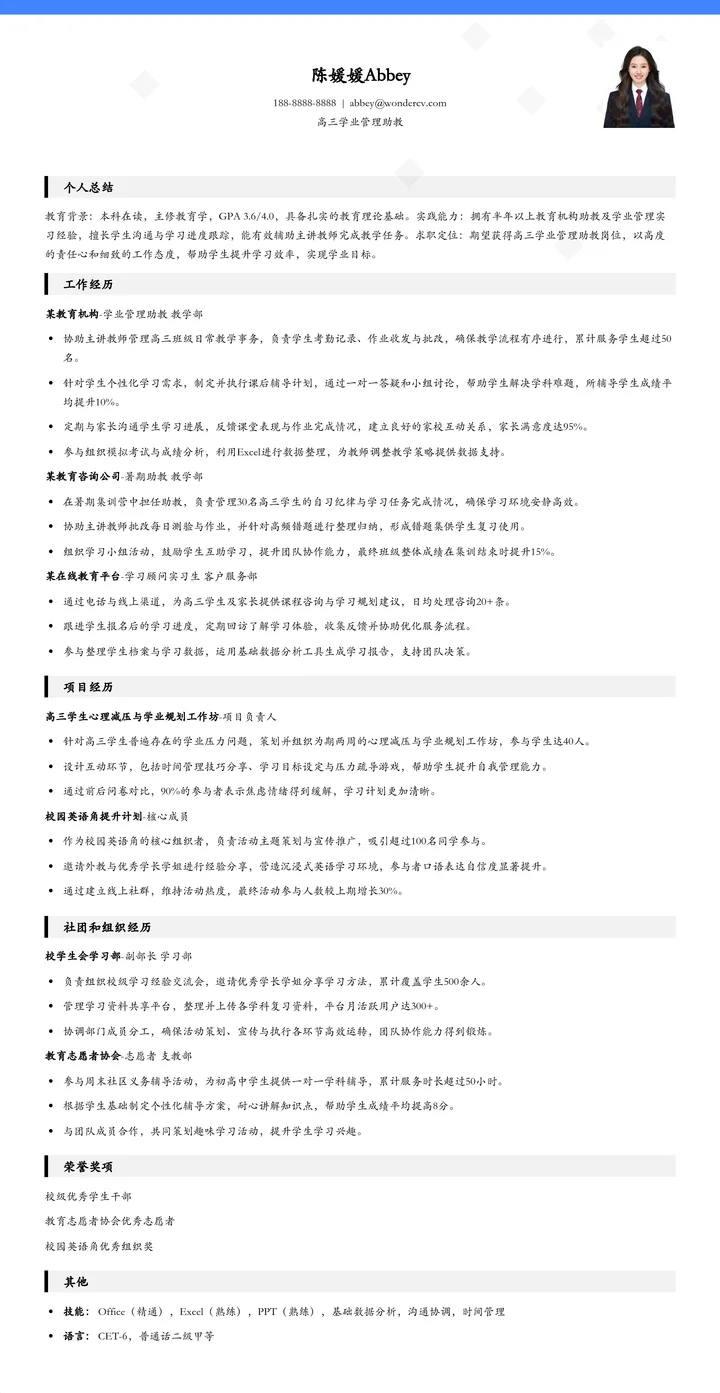 陈媛媛Abbey
188-8888-8888 | abbey@wondercv.com
高三学业管理助教
个人总结
教育背景：本科在读，主修教育学，GPA 3.6/4.0，具备扎实的教育理论基础。实践能力：拥有半年以上教育机构助教及学业管理实
习经验，擅长学生沟通与学习进度跟踪，能有效辅助主讲教师完成教学任务。求职定位：期望获得高三学业管理助教岗位，以高度
的责任心和细致的工作态度，帮助学生提升学习效率，实现学业目标。
工作经历
某教育机构-学业管理助教 教学部
• 协助主讲教师管理高三班级日常教学事务，负责学生考勤记录、作业收发与批改，确保教学流程有序进行，累计服务学生超过50
名。
• 针对学生个性化学习需求，制定并执行课后辅导计划，通过一对一答疑和小组讨论，帮助学生解决学科难题，所辅导学生成绩平
均提升10%。
• 定期与家长沟通学生学习进展，反馈课堂表现与作业完成情况，建立良好的家校互动关系，家长满意度达95%。
• 参与组织模拟考试与成绩分析，利用Excel进行数据整理，为教师调整教学策略提供数据支持。
某教育咨询公司-暑期助教 教学部
• 在暑期集训营中担任助教，负责管理30名高三学生的自习纪律与学习任务完成情况，确保学习环境安静高效。
• 协助主讲教师批改每日测验与作业，并针对高频错题进行整理归纳，形成错题集供学生复习使用。
• 组织学习小组活动，鼓励学生互助学习，提升团队协作能力，最终班级整体成绩在集训结束时提升15%。
某在线教育平台-学习顾问实习生 客户服务部
• 通过电话与线上渠道，为高三学生及家长提供课程咨询与学习规划建议，日均处理咨询20+条。
• 跟进学生报名后的学习进度，定期回访了解学习体验，收集反馈并协助优化服务流程。
• 参与整理学生档案与学习数据，运用基础数据分析工具生成学习报告，支持团队决策。
项目经历
高三学生心理减压与学业规划工作坊-项目负责人
• 针对高三学生普遍存在的学业压力问题，策划并组织为期两周的心理减压与学业规划工作坊，参与学生达40人。
• 设计互动环节，包括时间管理技巧分享、学习目标设定与压力疏导游戏，帮助学生提升自我管理能力。
• 通过前后问卷对比，90%的参与者表示焦虑情绪得到缓解，学习计划更加清晰。
校园英语角提升计划-核心成员
• 作为校园英语角的核心组织者，负责活动主题策划与宣传推广，吸引超过100名同学参与。
• 邀请外教与优秀学长学姐进行经验分享，营造沉浸式英语学习环境，参与者口语表达自信度显著提升。
• 通过建立线上社群，维持活动热度，最终活动参与人数较上期增长30%。
社团和组织经历
校学生会学习部-副部长 学习部
• 负责组织校级学习经验交流会，邀请优秀学长学姐分享学习方法，累计覆盖学生500余人。
• 管理学习资料共享平台，整理并上传各学科复习资料，平台月活跃用户达300+。
• 协调部门成员分工，确保活动策划、宣传与执行各环节高效运转，团队协作能力得到锻炼。
教育志愿者协会-志愿者 支教部
• 参与周末社区义务辅导活动，为初高中学生提供一对一学科辅导，累计服务时长超过50小时。
• 根据学生基础制定个性化辅导方案，耐心讲解知识点，帮助学生成绩平均提高8分。
• 与团队成员合作，共同策划趣味学习活动，提升学生学习兴趣。
荣誉奖项
校级优秀学生干部
教育志愿者协会优秀志愿者
校园英语角优秀组织奖
其他
• 技能： Office（精通）, Excel（熟练）, PPT（熟练）, 基础数据分析，沟通协调，时间管理
• 语言： CET-6，普通话二级甲等